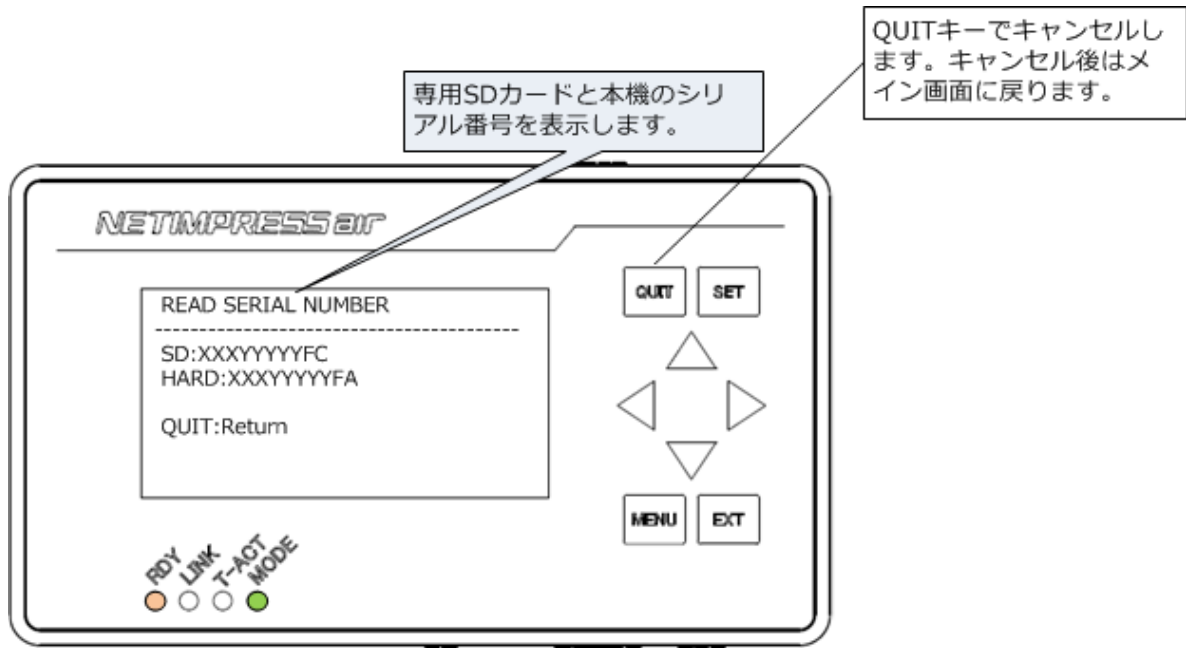 QUITキーでキャンセルし
ます。キャンセル後はメ
イン画面に戻ります。
専用SDカードと本機のシリ
アル番号を表示します。
NETIMPRESS air
READ SERIAL NUMBER
----------------------------------------
SD:XXXYYYYYFC
HARD:XXXYYYYYFA
QUIT:Return
QUIT SET
MENU EXT
RDY LINK T-ACT MODE